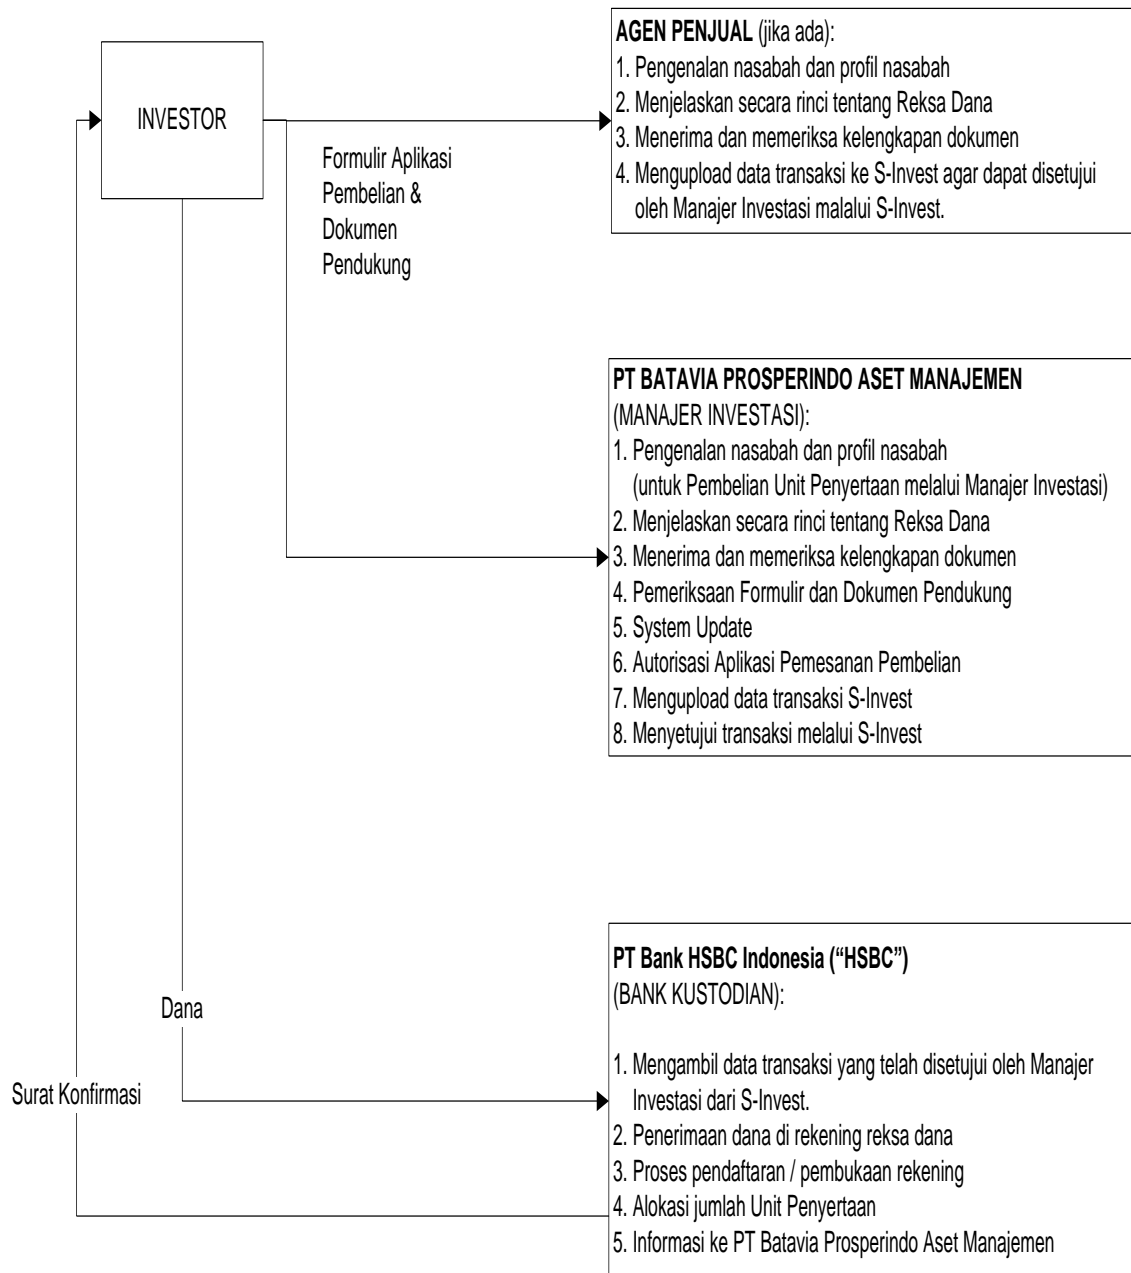 INVESTOR
Formulir Aplikasi
Pembelian &
Dokumen
Pendukung
AGEN PENJUAL (jika ada):
1. Pengenalan nasabah dan profil nasabah
2. Menjelaskan secara rinci tentang Reksa Dana
3. Menerima dan memeriksa kelengkapan dokumen
4. Mengupload data transaksi ke S-Invest agar dapat disetujui
oleh Manajer Investasi malalui S-Invest.
PT BATAVIA PROSPERINDO ASET MANAJEMEN
(MANAJER INVESTASI):
1. Pengenalan nasabah dan profil nasabah
(untuk Pembelian Unit Penyertaan melalui Manajer Investasi)
2. Menjelaskan secara rinci tentang Reksa Dana
3. Menerima dan memeriksa kelengkapan dokumen
4. Pemeriksaan Formulir dan Dokumen Pendukung
5. System Update
6. Autorisasi Aplikasi Pemesanan Pembelian
7. Mengupload data transaksi S-Invest
8. Menyetujui transaksi melalui S-Invest
Dana
Surat Konfirmasi
PT Bank HSBC Indonesia (“HSBC”)
(BANK KUSTODIAN):
1. Mengambil data transaksi yang telah disetujui oleh Manajer
Investasi dari S-Invest.
2. Penerimaan dana di rekening reksa dana
3. Proses pendaftaran / pembukaan rekening
4. Alokasi jumlah Unit Penyertaan
5. Informasi ke PT Batavia Prosperindo Aset Manajemen